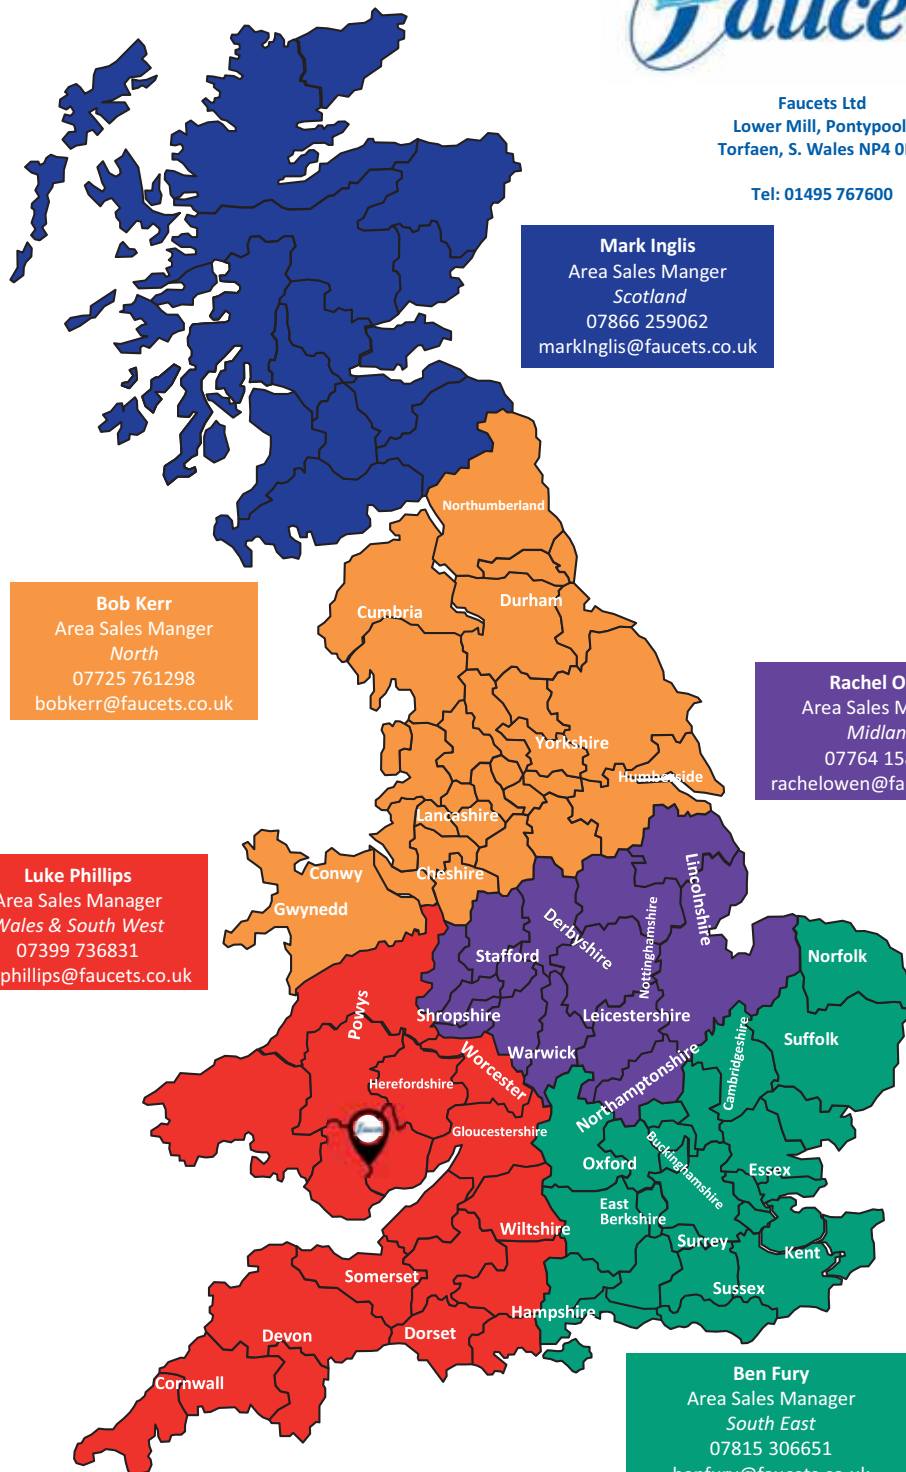 Faucets Ltd
Lower Mill, Pontypool
Torfaen, S. Wales NP4
Tel: 01495 767600
Mark Inglis
Area Sales Manger
Scotland
07866 259062
markInglis@faucets.co.uk
Northumberland
Bob Kerr
Area Sales Manger
North
07725 761298
bobkerr@faucets.co.uk
Cumbria
Durham
Rachel
Area Sales
07764
Yorkshire
Humberside
Lancashire
Conwy
Cheshire
Gwynedd
Luke Phillips
Area Sales Manager
Wales & South West
07399 736831
phillips@faucets.co.uk
Lincolnshire
Derbyshire
Nottinghamshire
Stafford
Norfolk
Powys
Shropshire
Leicestershire
Suffolk
Warwick
Worcester
Cambridgeshire
Northamptonshire
Herefordshire
Gloucestershire
Buckinghamshire
Oxford
Essex
East
Berkshire
Wiltshire
Surrey
Kent
Somerset
Sussex
Hampshire
Devon
Dorset
Cornwall
Ben Fury
Area Sales Manager
South East
07815 306651